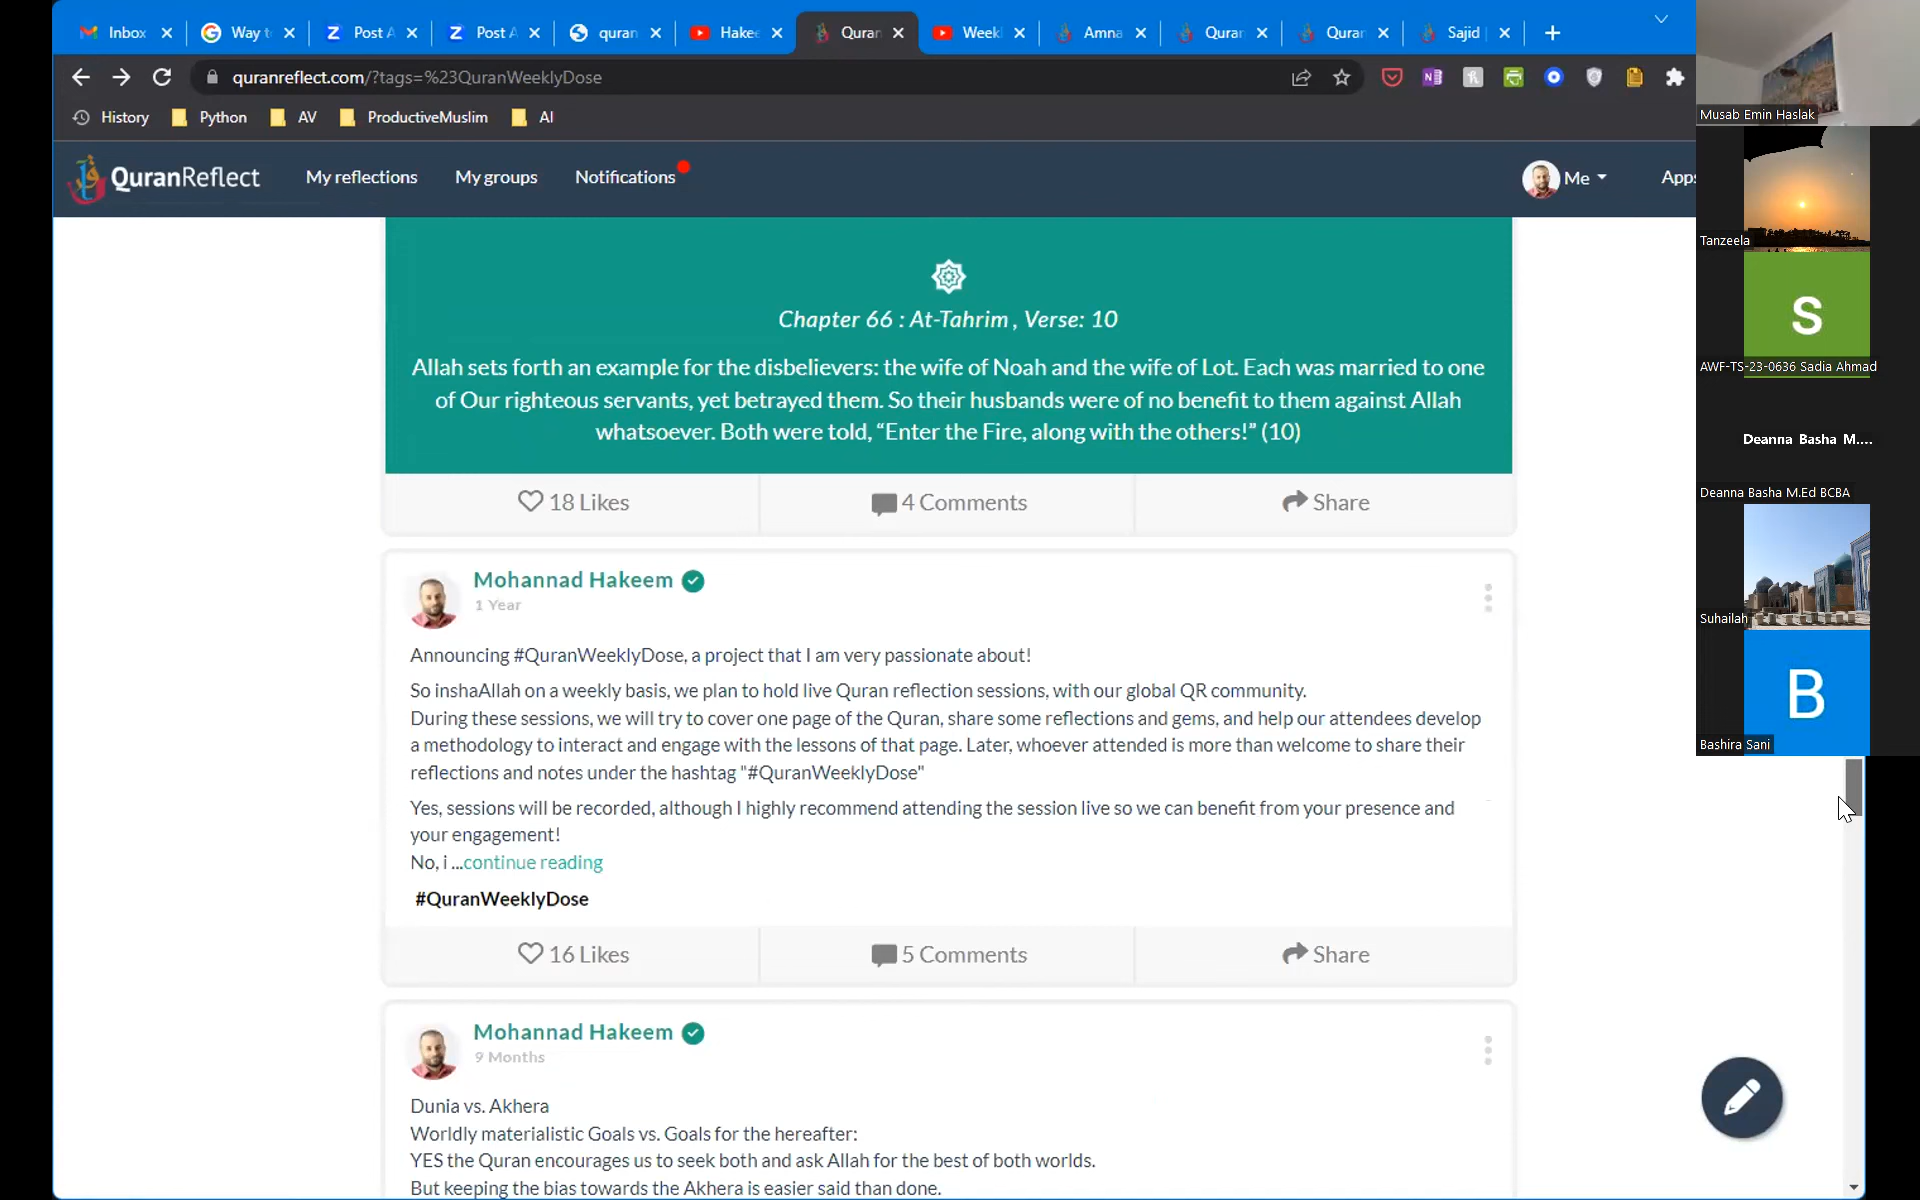 Inbox
Way t
Post A
Post A
quran
Hakee
Quran
Week
Amna
Quran
Quran
Sajid
quranreflect.com/?tags=%23QuranWeeklyDose
History
Python
AV
ProductiveMuslim
AI
QuranReflect
My reflections
My groups
Notifications
Me
Apps
Chapter 66 : At-Tahrim , Verse: 10
Allah sets forth an example for the disbelievers: the wife of Noah and the wife of Lot. Each was married to one
of Our righteous servants, yet betrayed them. So their husbands were of no benefit to them against Allah
whatsoever. Both were told, “Enter the Fire, along with the others!” (10)
18 Likes
4 Comments
Share
Mohannad Hakeem
1 Year
Announcing #QuranWeeklyDose, a project that I am very passionate about!
So inshaAllah on a weekly basis, we plan to hold live Quran reflection sessions, with our global QR community.
During these sessions, we will try to cover one page of the Quran, share some reflections and gems, and help our attendees develop
a methodology to interact and engage with the lessons of that page. Later, whoever attended is more than welcome to share their
reflections and notes under the hashtag "#QuranWeeklyDose"
Yes, sessions will be recorded, although I highly recommend attending the session live so we can benefit from your presence and
your engagement!
No, i ...continue reading
#QuranWeeklyDose
16 Likes
5 Comments
Share
Mohannad Hakeem
9 Months
Dunia vs. Akhera
Worldly materialistic Goals vs. Goals for the hereafter:
YES the Quran encourages us to seek both and ask Allah for the best of both worlds.
But keeping the bias towards the Akhera is easier said than done.
Musab Emin Haslak
Tanzeela
S
AWF-TS-23-0636 Sadia Ahmad
Deanna Basha M....
Deanna Basha M.Ed BCBA
Suhailah
B
Bashira Sani